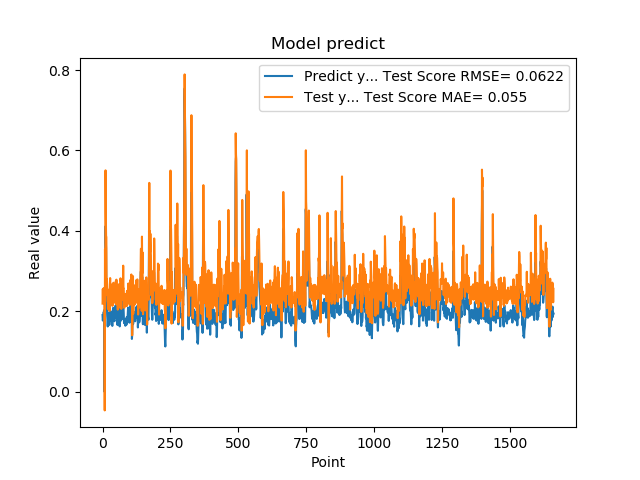 Model predict
Predict y... Test Score RMSE= 0.0622
Test y... Test Score MAE= 0.055
0.8
0.6
0.4
0.2
0.0
Real value
0 250 500 750 1000 1250 1500
Point